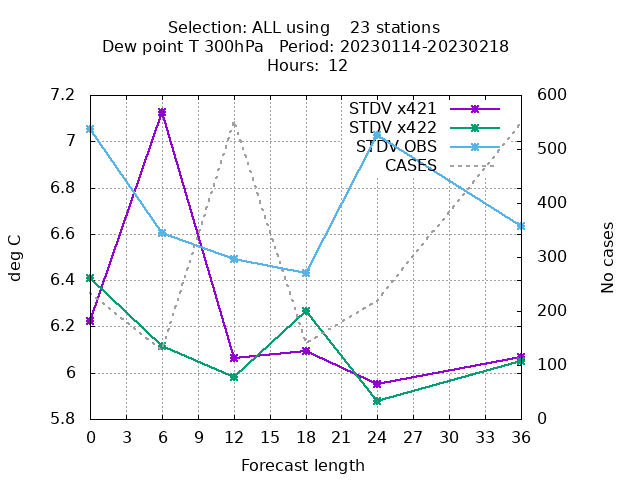 Selection: ALL using 23 stations
Dew point T 300hPa Period: 20230114-20230218
Hours: 12
STDV x421
STDV x422
STDV OBS
CASES
7.2
7
6.8
6.6
6.4
6.2
6
5.8
deg C
600
500
400
300
200
100
0
No cases
0 3 6 9 12 15 18 21 24 27 30 33 36
Forecast length